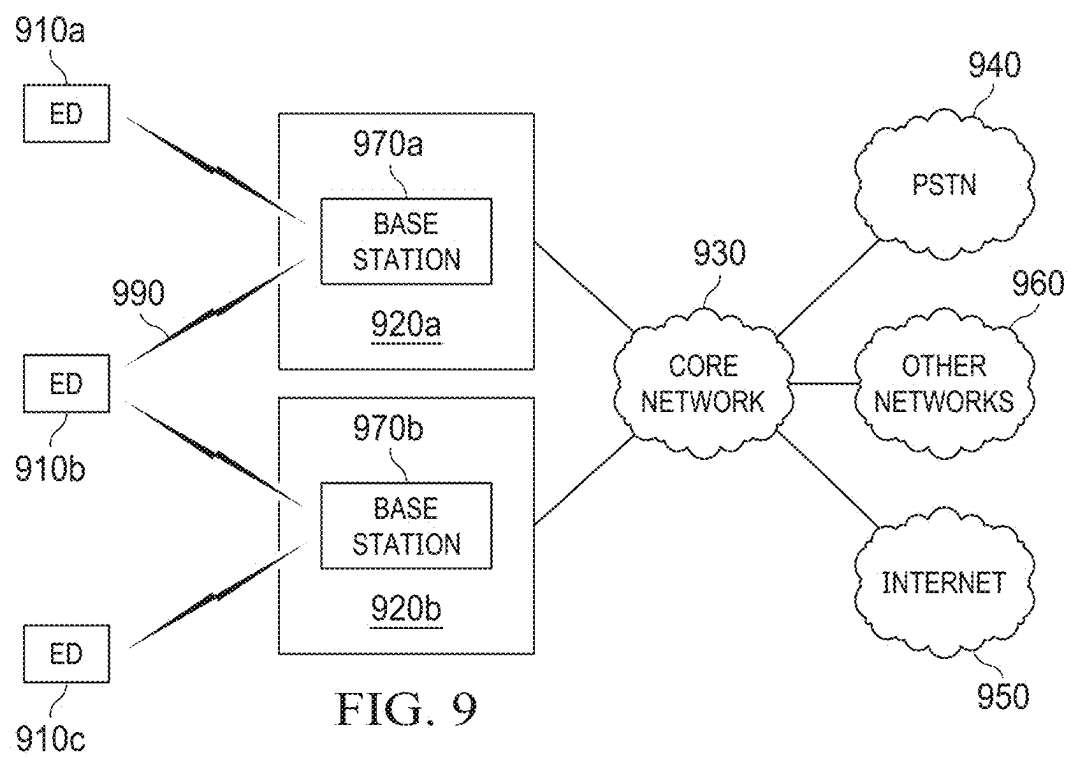 910a
ED
970a
BASE
STATION
920a
990
ED
910b
970b
BASE
STATION
920b
ED
910c
930
CORE
NETWORK
940
PSTN
960
OTHER
NETWORKS
INTERNET
950
FIG. 9